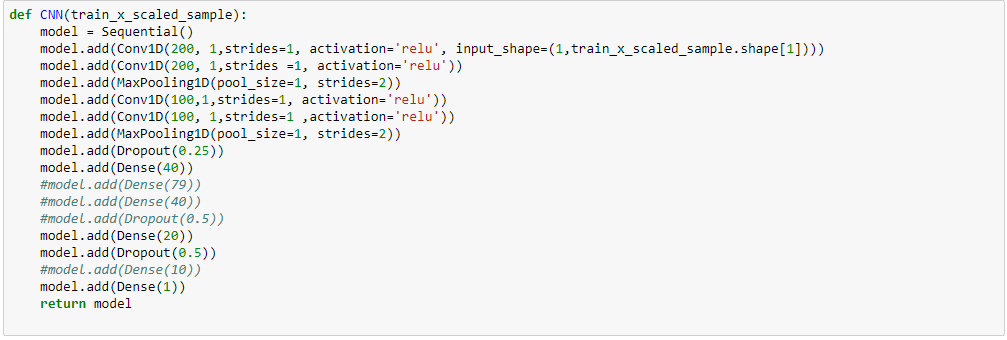 def CNN(train_x_scaled_sample):
    model = Sequential()
    model.add(Conv1D(200, 1,strides=1, activation='relu', input_shape=(1,train_x_scaled_sample.shape[1])))
    model.add(Conv1D(200, 1,strides =1, activation='relu'))
    model.add(MaxPooling1D(pool_size=1, strides=2))
    model.add(Conv1D(100,1,strides=1, activation='relu'))
    model.add(Conv1D(100, 1,strides=1 ,activation='relu'))
    model.add(MaxPooling1D(pool_size=1, strides=2))
    model.add(Dropout(0.25))
    model.add(Dense(40))
    #model.add(Dense(79))
    #model.add(Dense(40))
    #model.add(Dropout(0.5))
    model.add(Dense(20))
    model.add(Dropout(0.5))
    #model.add(Dense(10))
    model.add(Dense(1))
    return model